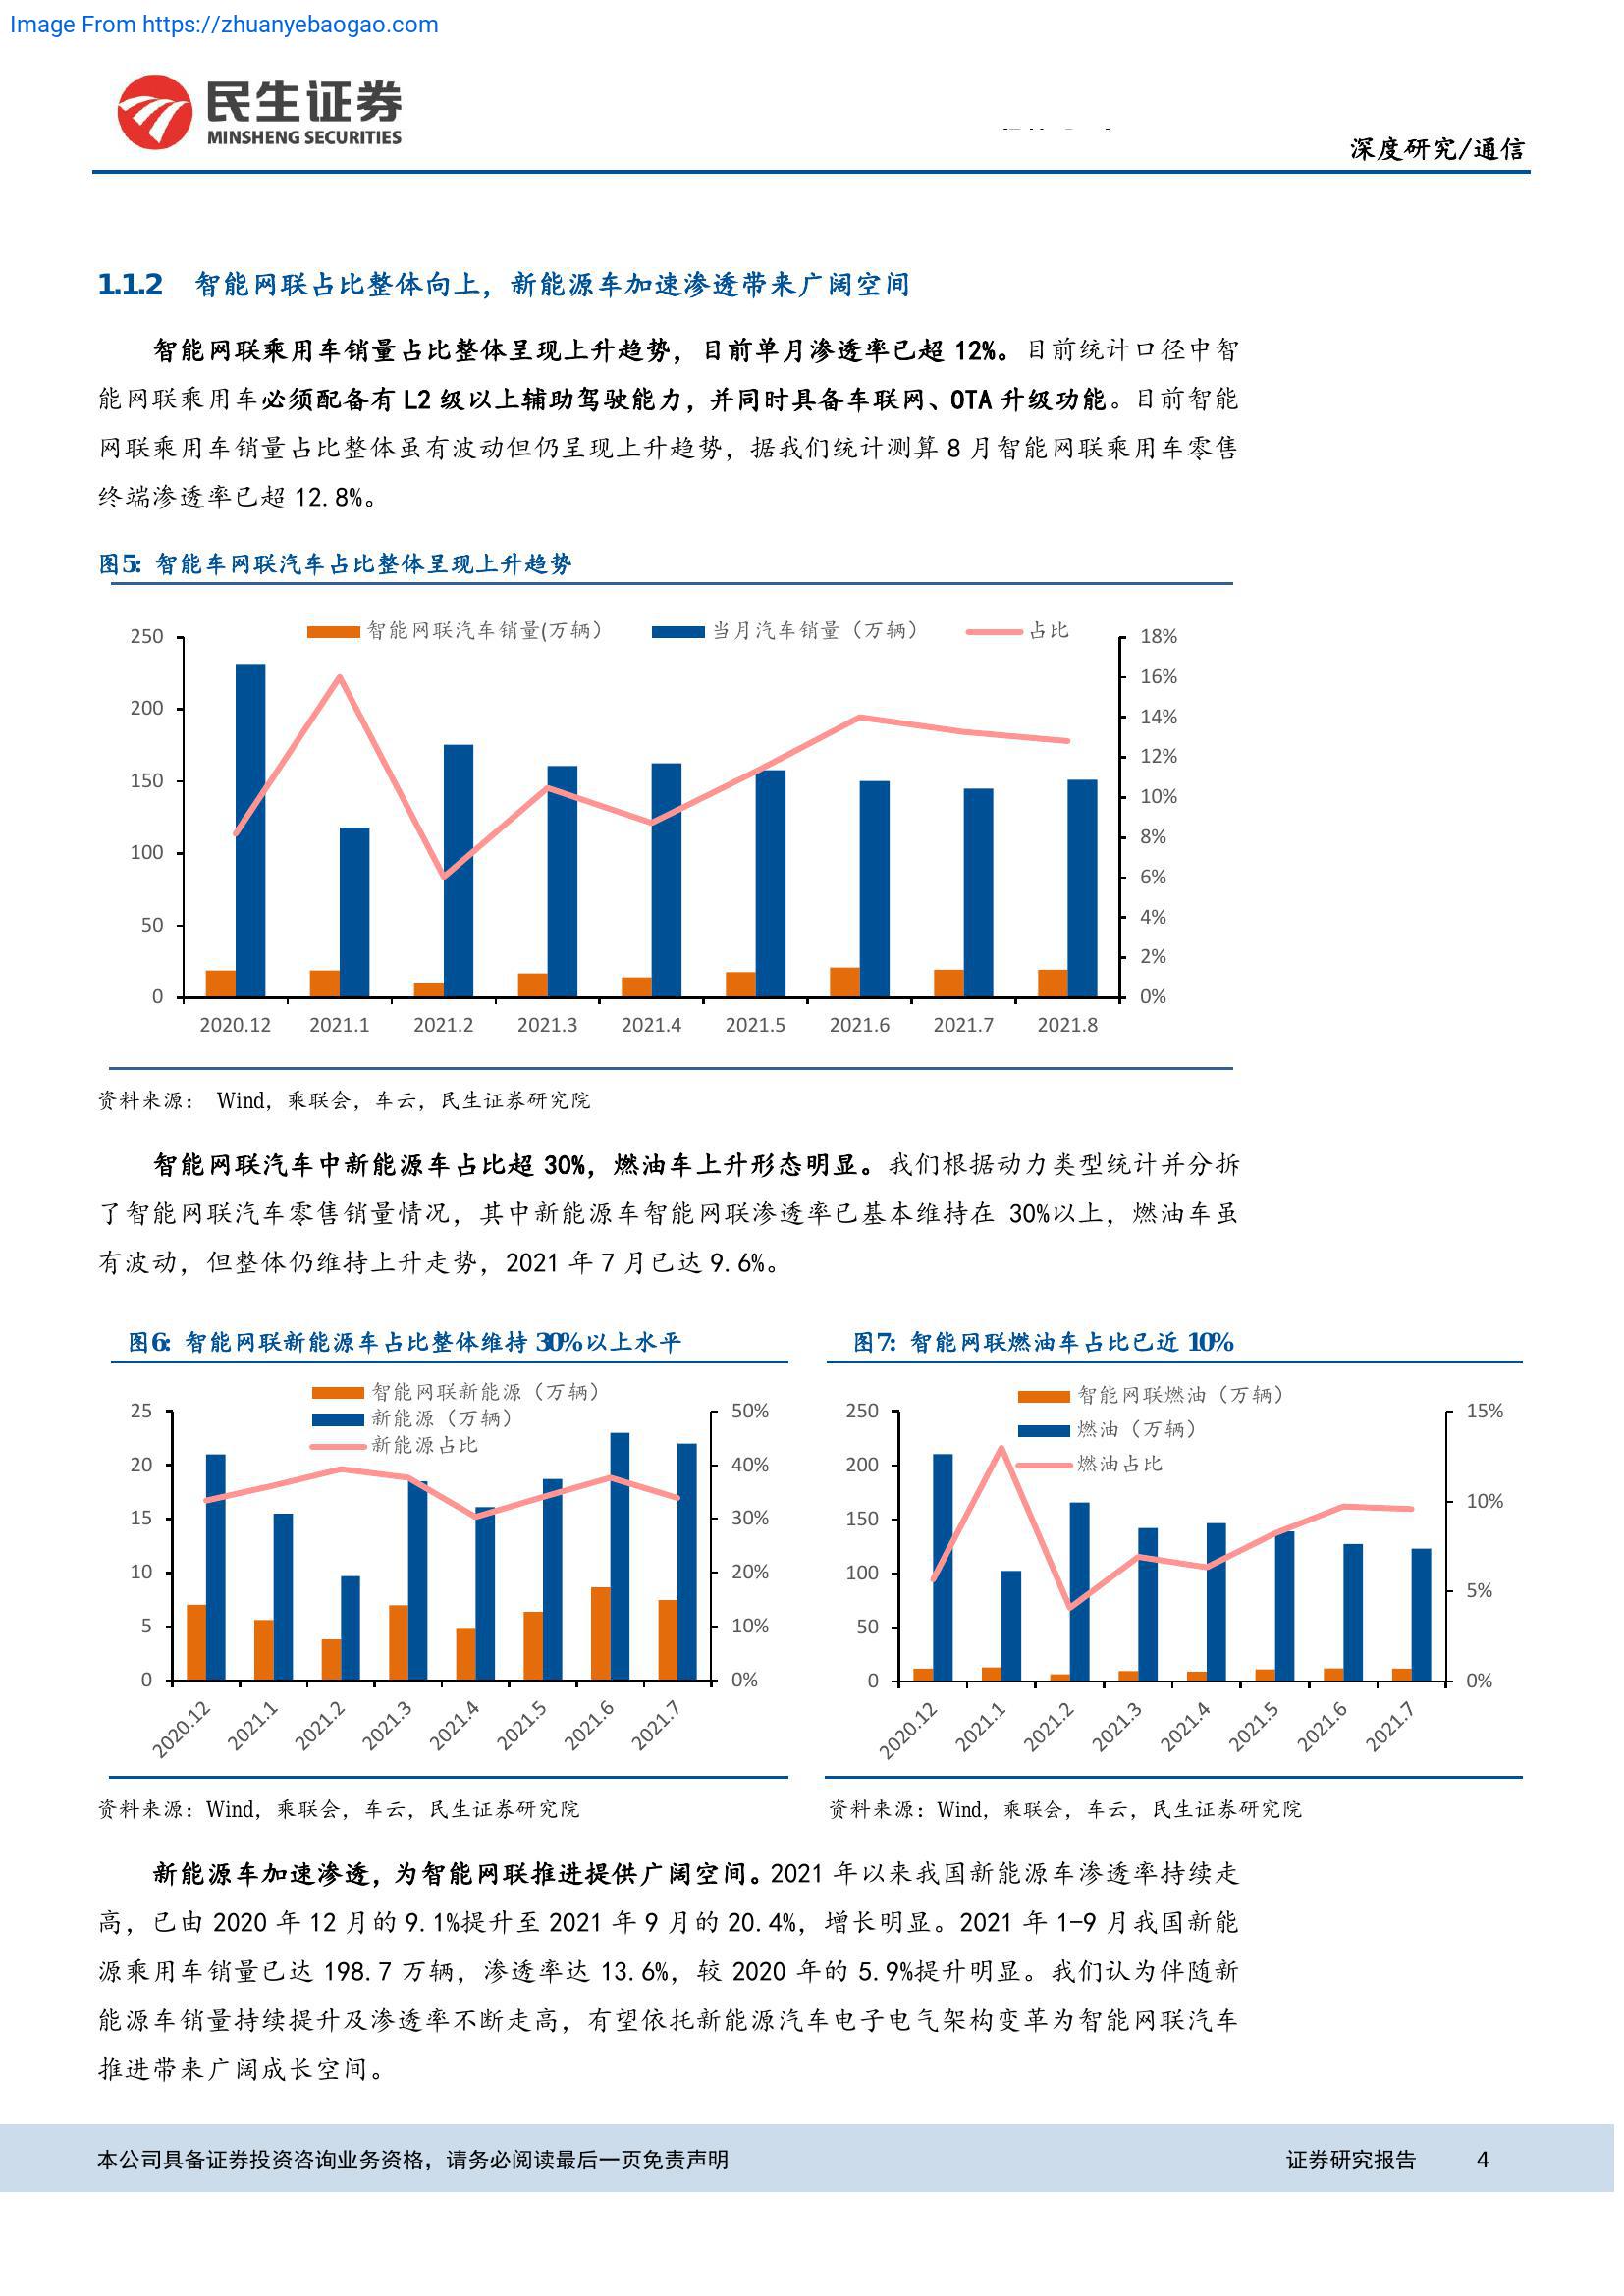 Image From https://zhuanyebaogao.com
民生证券
MINSHENG SECURITIES
深度研究/通信
1.1.2 智能网联占比整体向上，新能源车加速渗透带来广阔空间
智能网联乘用车销量占比整体呈现上升趋势，目前单月渗透率已超 12%。目前统计口径中智
能网联乘用车必须配备有 L2 级以上辅助驾驶能力，并同时具备车联网、OTA 升级功能。目前智能
网联乘用车销量占比整体虽有波动但仍呈现上升趋势，据我们统计测算 8 月智能网联乘用车零售
终端渗透率已超 12.8%。
图5: 智能车网联汽车占比整体呈现上升趋势
智能网联汽车销量(万辆） 当月汽车销量（万辆） 占比
250 18%
16%
200 14%
12%
150 10%
100 8%
6%
50 4%
2%
0 0%
2020.12 2021.1 2021.2 2021.3 2021.4 2021.5 2021.6 2021.7 2021.8
资料来源： Wind，乘联会，车云，民生证券研究院
智能网联汽车中新能源车占比超 30%，燃油车上升形态明显。我们根据动力类型统计并分拆
了智能网联汽车零售销量情况，其中新能源车智能网联渗透率已基本维持在 30%以上，燃油车虽
有波动，但整体仍维持上升走势，2021 年 7 月已达 9.6%。
图6: 智能网联新能源车占比整体维持 30%以上水平
智能网联新能源（万辆）
新能源（万辆）
新能源占比
25 50%
20 40%
15 30%
10 20%
5 10%
0 0%
2020.12 2021.1 2021.2 2021.3 2021.4 2021.5 2021.6 2021.7
资料来源：Wind，乘联会，车云，民生证券研究院
图7: 智能网联燃油车占比已近 10%
智能网联燃油（万辆）
燃油（万辆）
燃油占比
250 15%
200
150 10%
100
50 5%
0 0%
2020.12 2021.1 2021.2 2021.3 2021.4 2021.5 2021.6 2021.7
资料来源：Wind，乘联会，车云，民生证券研究院
新能源车加速渗透，为智能网联推进提供广阔空间。2021 年以来我国新能源车渗透率持续走
高，已由 2020 年 12 月的 9.1%提升至 2021 年 9 月的 20.4%，增长明显。2021 年 1-9 月我国新能
源乘用车销量已达 198.7 万辆，渗透率达 13.6%，较 2020 年的 5.9%提升明显。我们认为伴随新
能源车销量持续提升及渗透率不断走高，有望依托新能源汽车电子电气架构变革为智能网联汽车
推进带来广阔成长空间。
本公司具备证券投资咨询业务资格，请务必阅读最后一页免责声明 证券研究报告 4